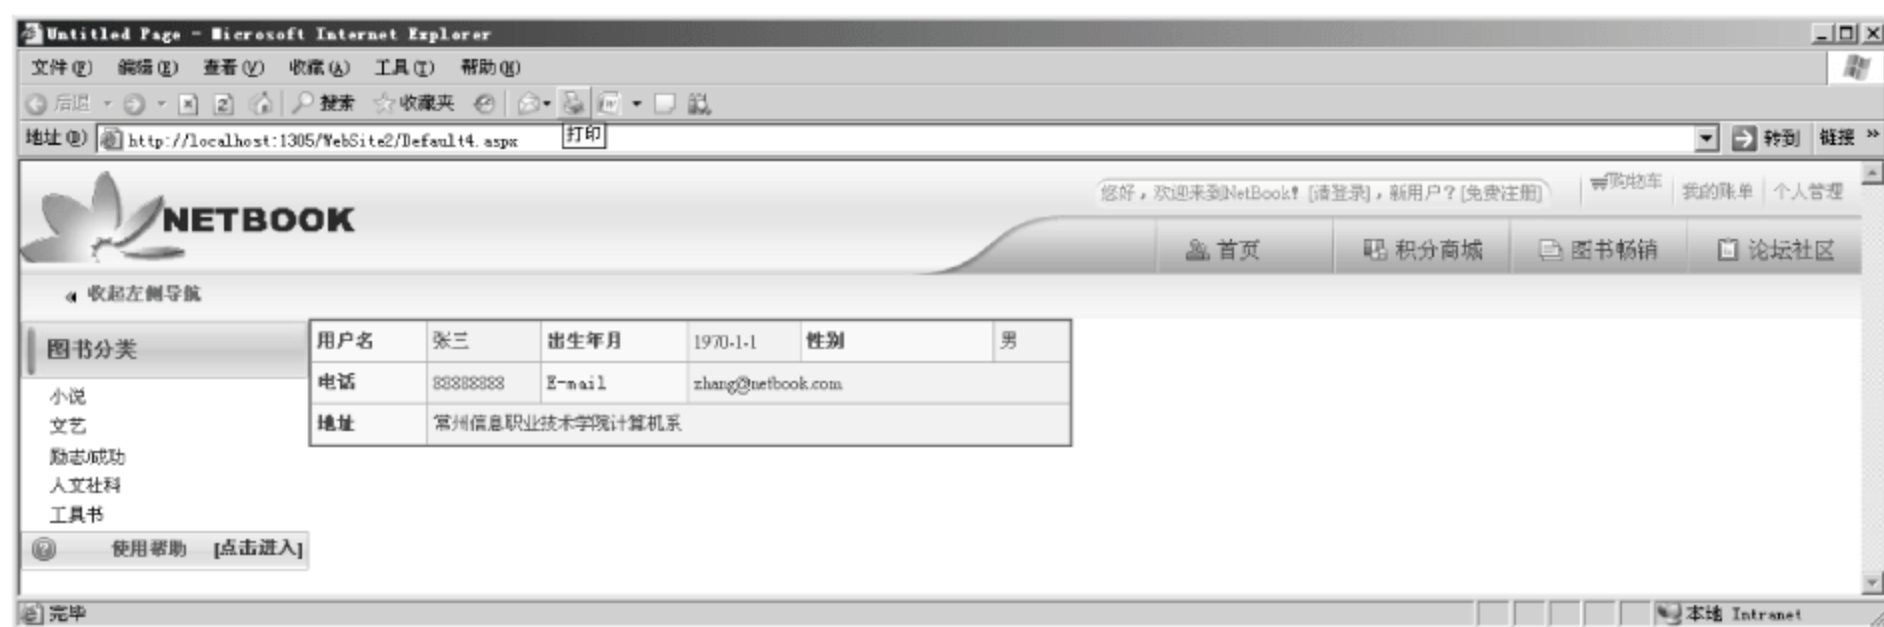 Untitled Page - Microsoft Internet Explorer
文件(F) 编辑(E) 查看(V) 收藏(A) 工具(T) 帮助(H)
后退 搜索 收藏夹
地址(D) http://localhost:1305/WebSite2/Default4.aspx 打印 转到 链接 »
NETBOOK
您好，欢迎来到NetBook! [请登录]，新用户？[免费注册] 购物车 我的账单 个人管理
首页 积分商城 图书畅销 论坛社区
收起左侧导航
图书分类
小说
文艺
励志/成功
人文社科
工具书
使用帮助 [点击进入]
用户名 张三 出生年月 1970-1-1 性别 男
电话 88888888 E-mail zhang@netbook.com
地址 常州信息职业技术学院计算机系
完毕 本地 Intranet